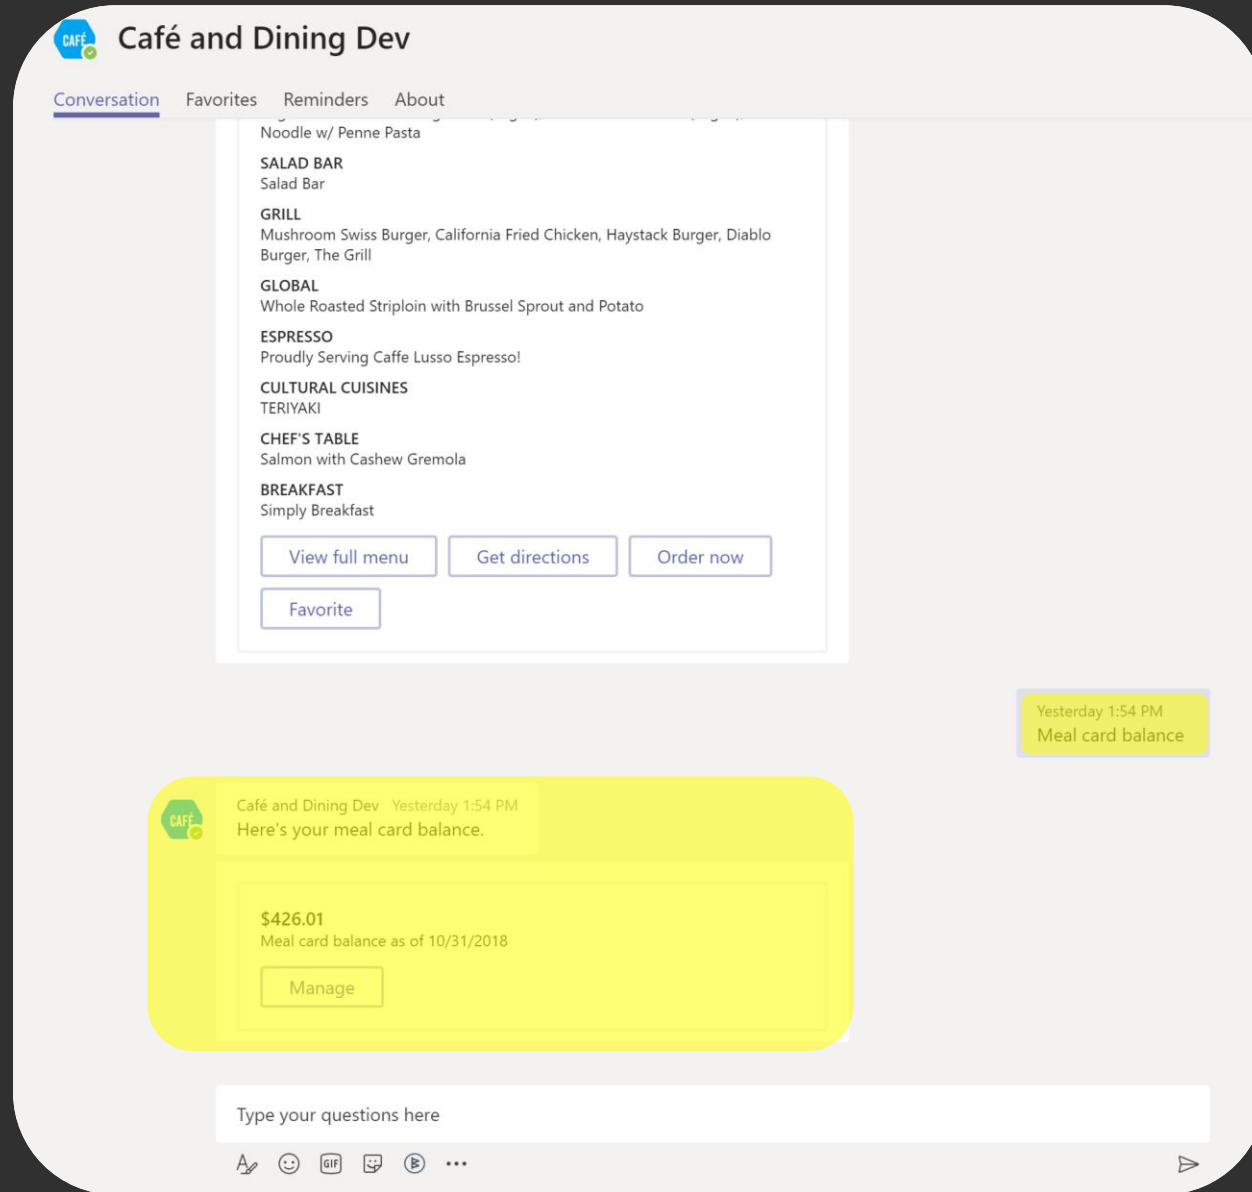 CAFÉ
Café and Dining Dev
Conversation Favorites Reminders About
Noodle w/ Penne Pasta
SALAD BAR
Salad Bar
GRILL
Mushroom Swiss Burger, California Fried Chicken, Haystack Burger, Diablo
Burger, The Grill
GLOBAL
Whole Roasted Striploin with Brussel Sprout and Potato
ESPRESSO
Proudly Serving Caffe Lusso Espresso!
CULTURAL CUISINES
TERIYAKI
CHEF'S TABLE
Salmon with Cashew Gremola
BREAKFAST
Simply Breakfast
View full menu Get directions Order now
Favorite
Yesterday 1:54 PM
Meal card balance
CAFÉ
Café and Dining Dev Yesterday 1:54 PM
Here's your meal card balance.
$426.01
Meal card balance as of 10/31/2018
Manage
Type your questions here
GIF